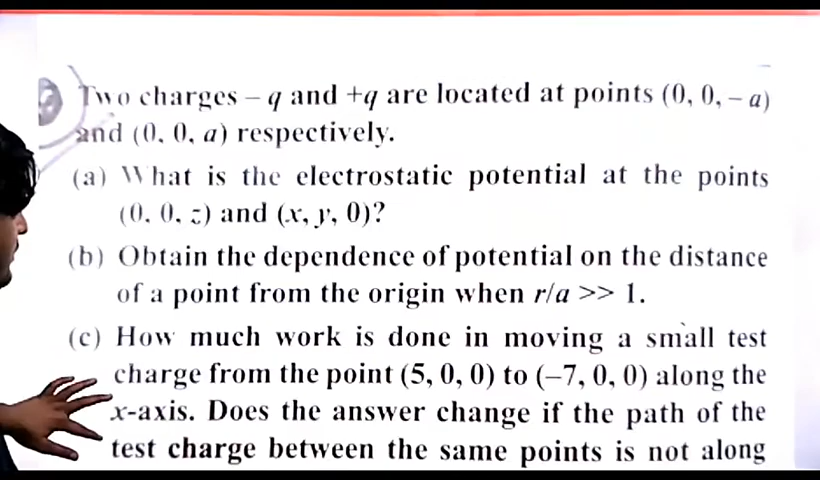 Two charges – q and +q are located at points (0, 0, – a)
and (0, 0, a) respectively.
(a) What is the electrostatic potential at the points
(0, 0, z) and (x, y, 0)?
(b) Obtain the dependence of potential on the distance
of a point from the origin when r/a >> 1.
(c) How much work is done in moving a small test
charge from the point (5, 0, 0) to (–7, 0, 0) along the
x-axis. Does the answer change if the path of the
test charge between the same points is not along